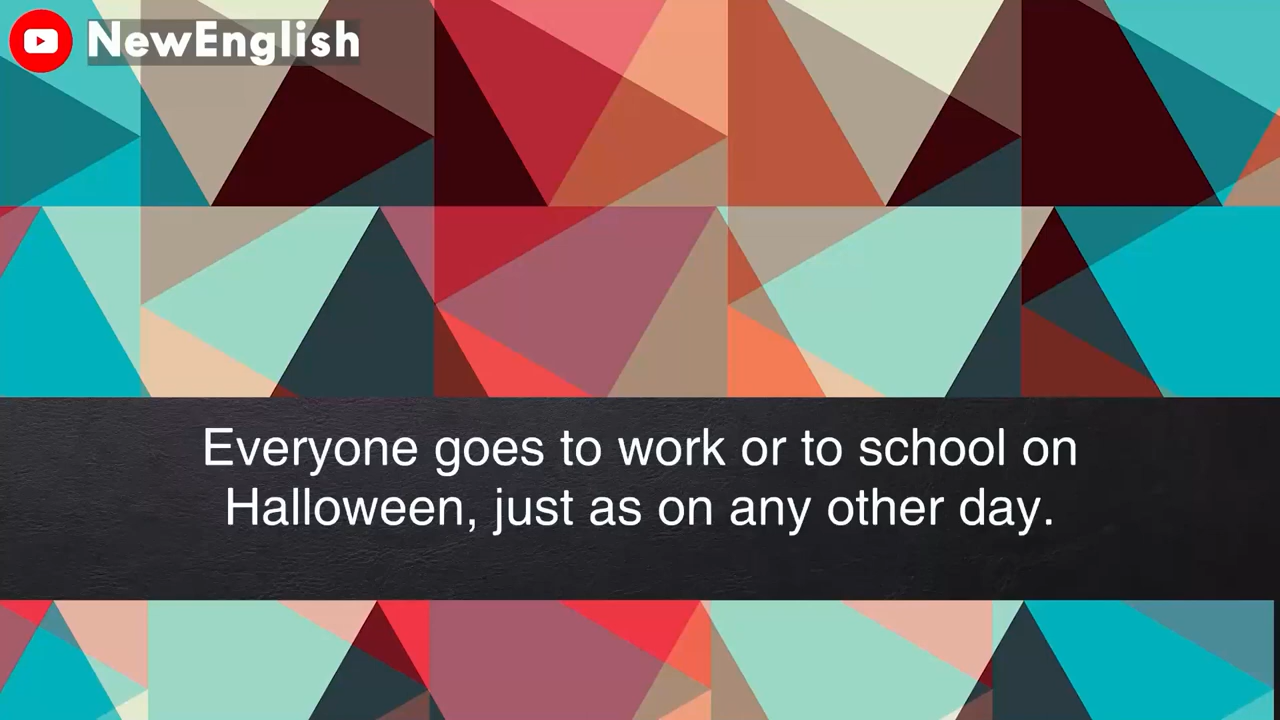 NewEnglish
Everyone goes to work or to school on
Halloween, just as on any other day.